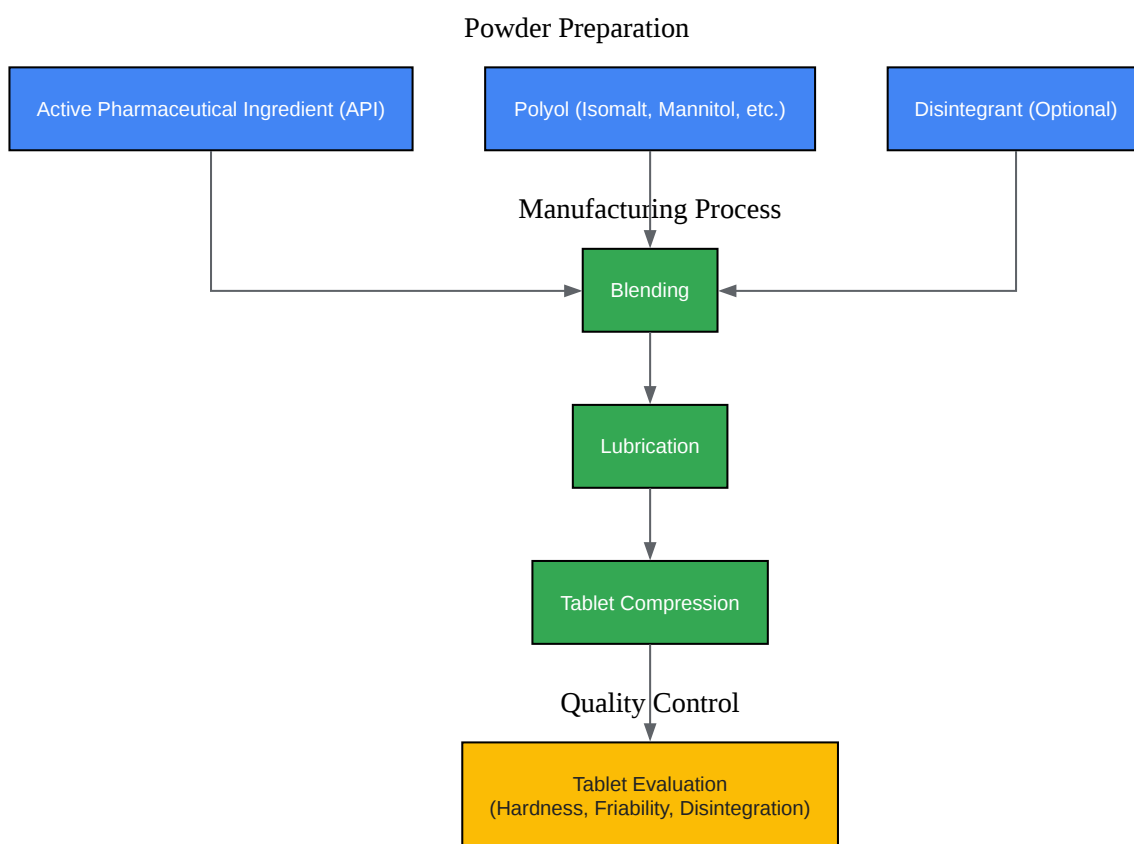 Powder Preparation
Active Pharmaceutical Ingredient (API)
Polyol (Isomalt, Mannitol, etc.)
Disintegrant (Optional)
Manufacturing Process
Blending
Lubrication
Tablet Compression
Quality Control
Tablet Evaluation
(Hardness, Friability, Disintegration)